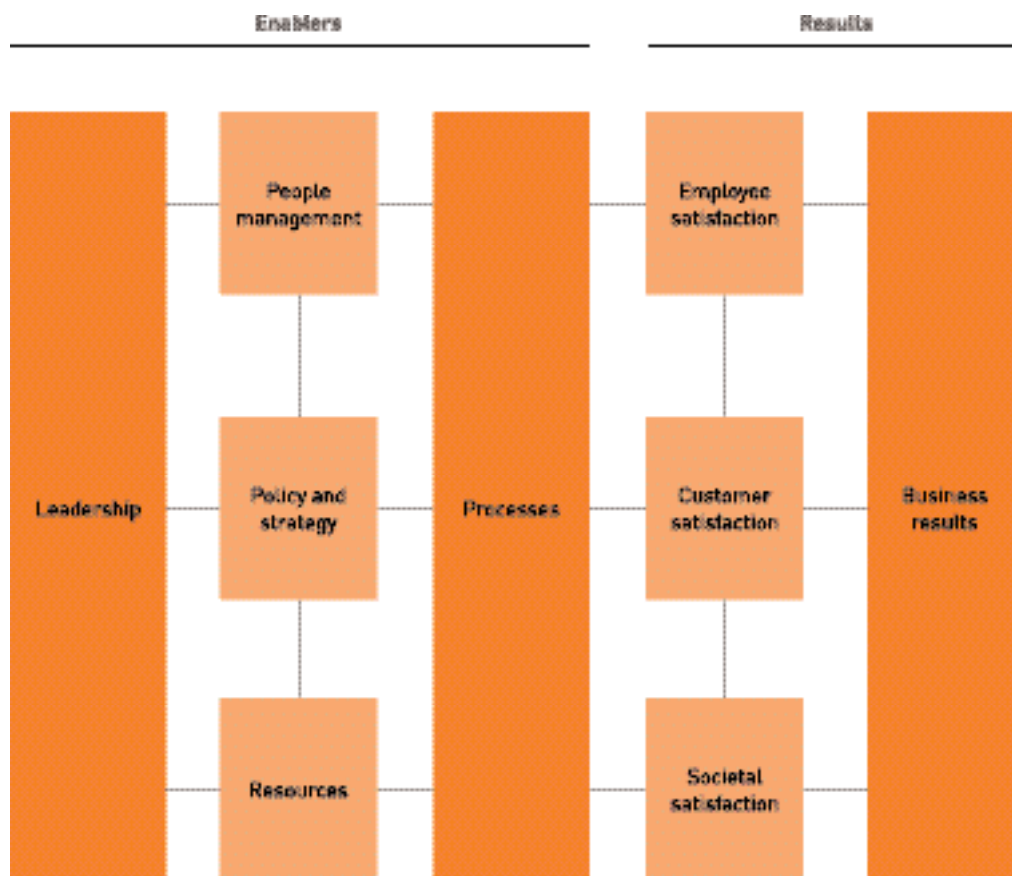 Enablers
Results
People
management
Employee
satisfaction
Leadership
Policy and
strategy
Processes
Customer
satisfaction
Business
results
Resources
Societal
satisfaction